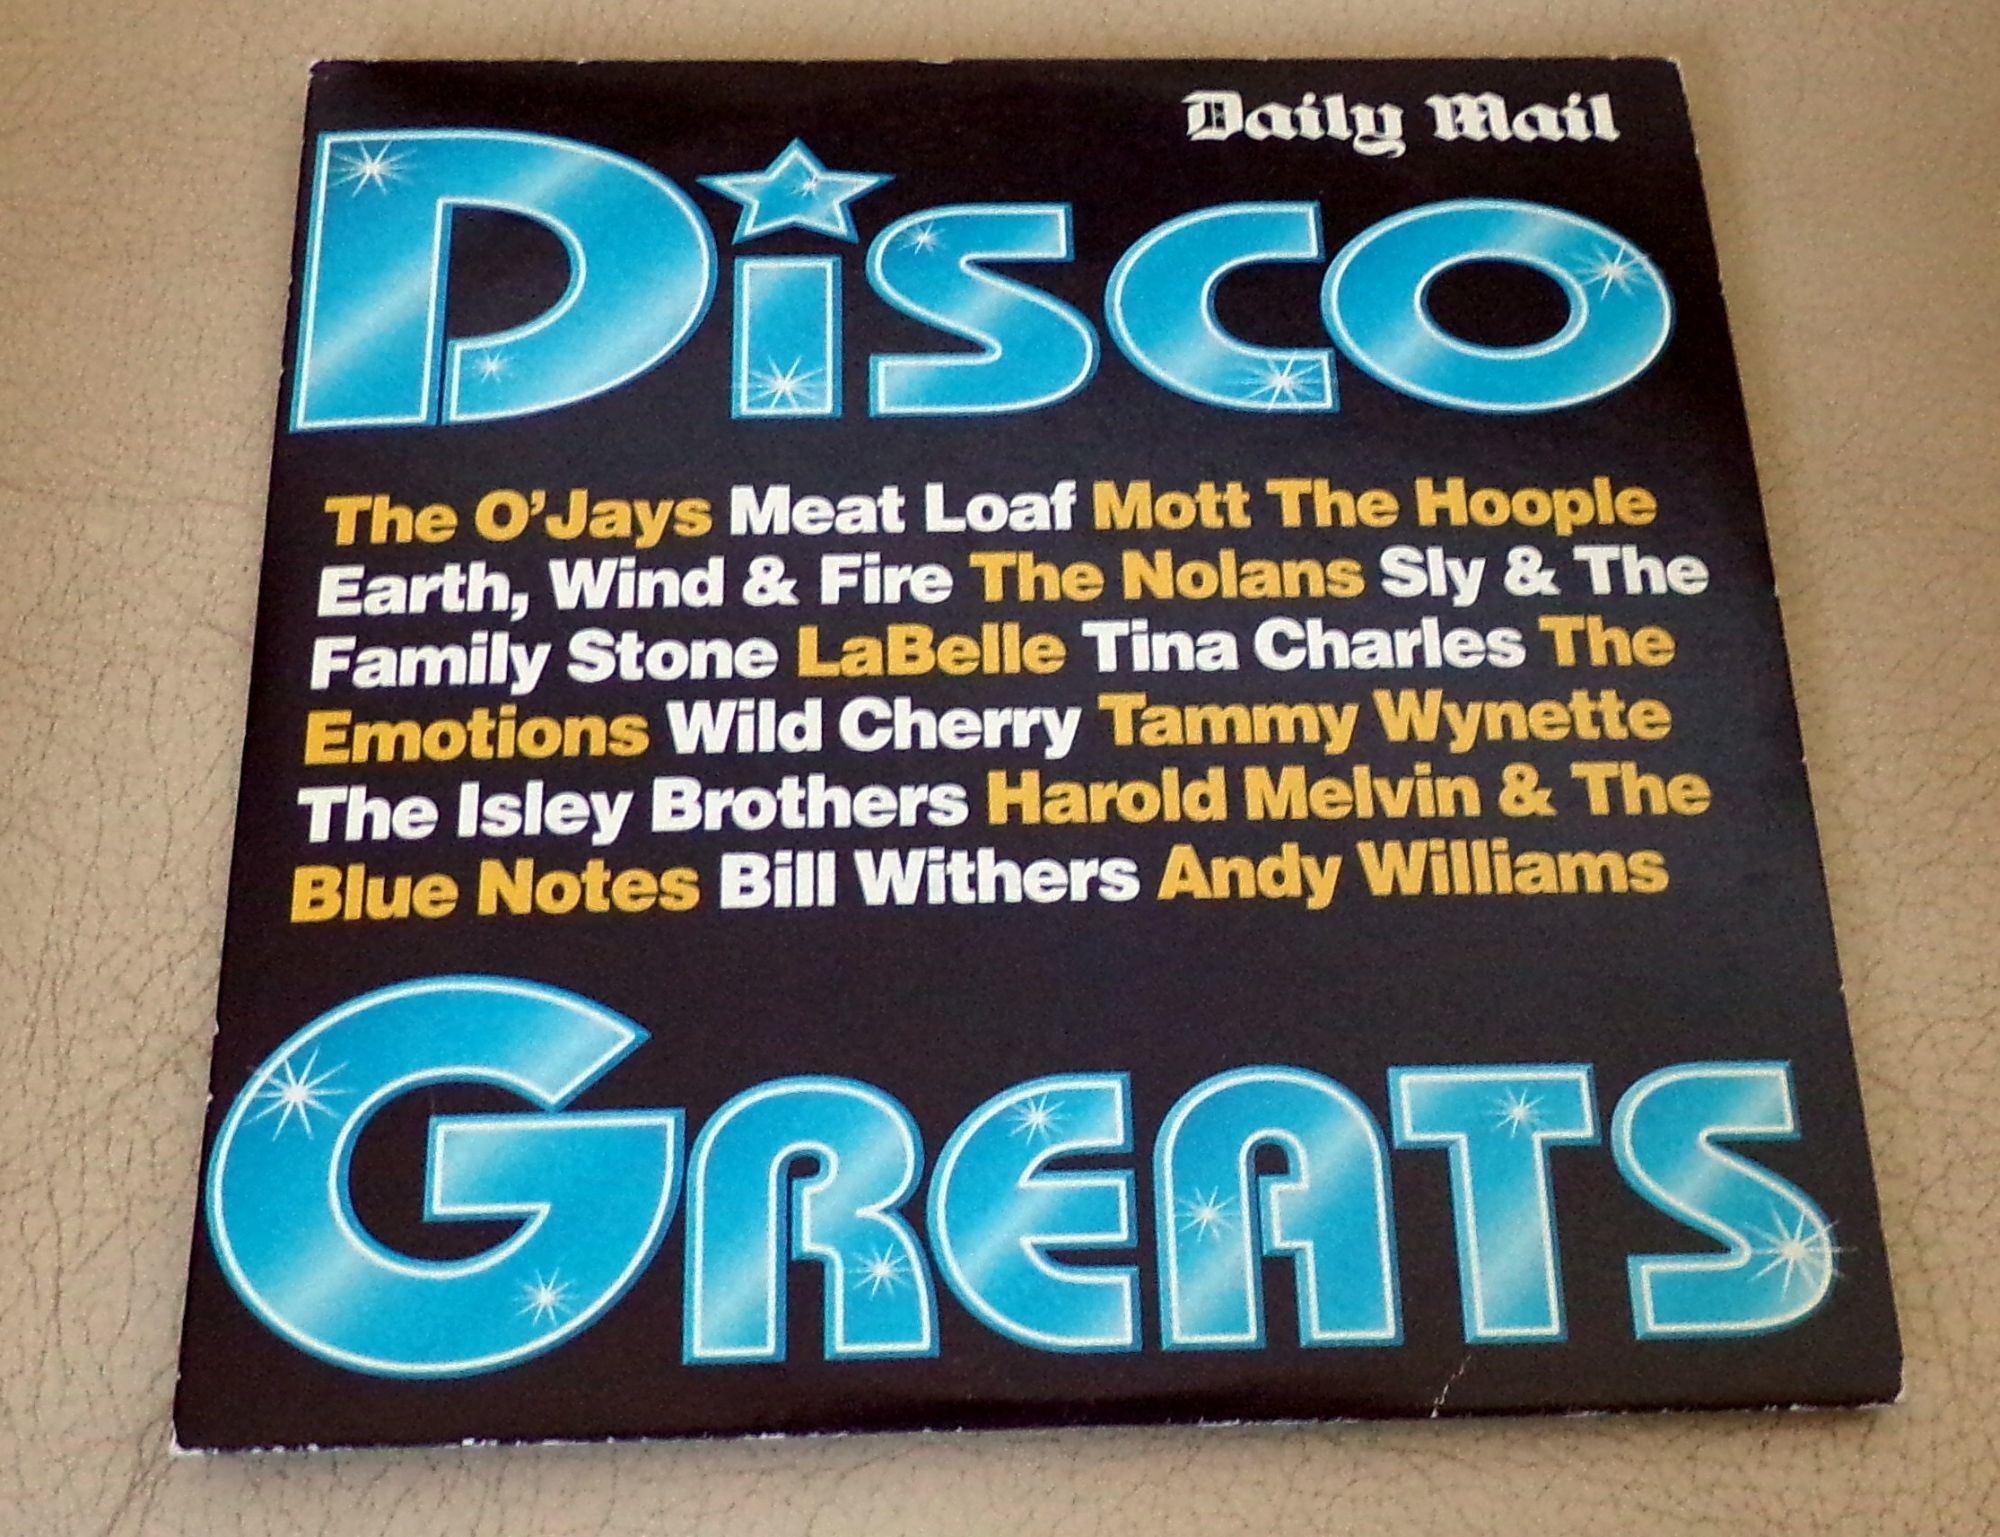 Daily Mail
Disco
The O'Jays Meat Loaf Mott The Hoople
Earth, Wind & Fire The Nolans Sly & The
Family Stone LaBelle Tina Charles The
Emotions Wild Cherry Tammy Wynette
The Isley Brothers Harold Melvin & The
Blue Notes Bill Withers Andy Williams
GREATS